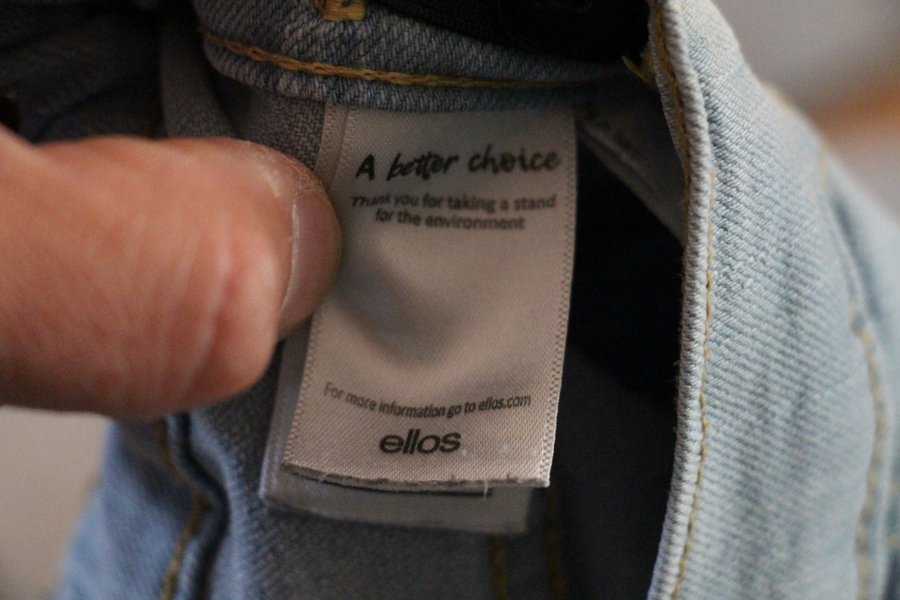 A better choice
Thank you for taking a stand
for the environment
For more information go to ellos.com
ellos